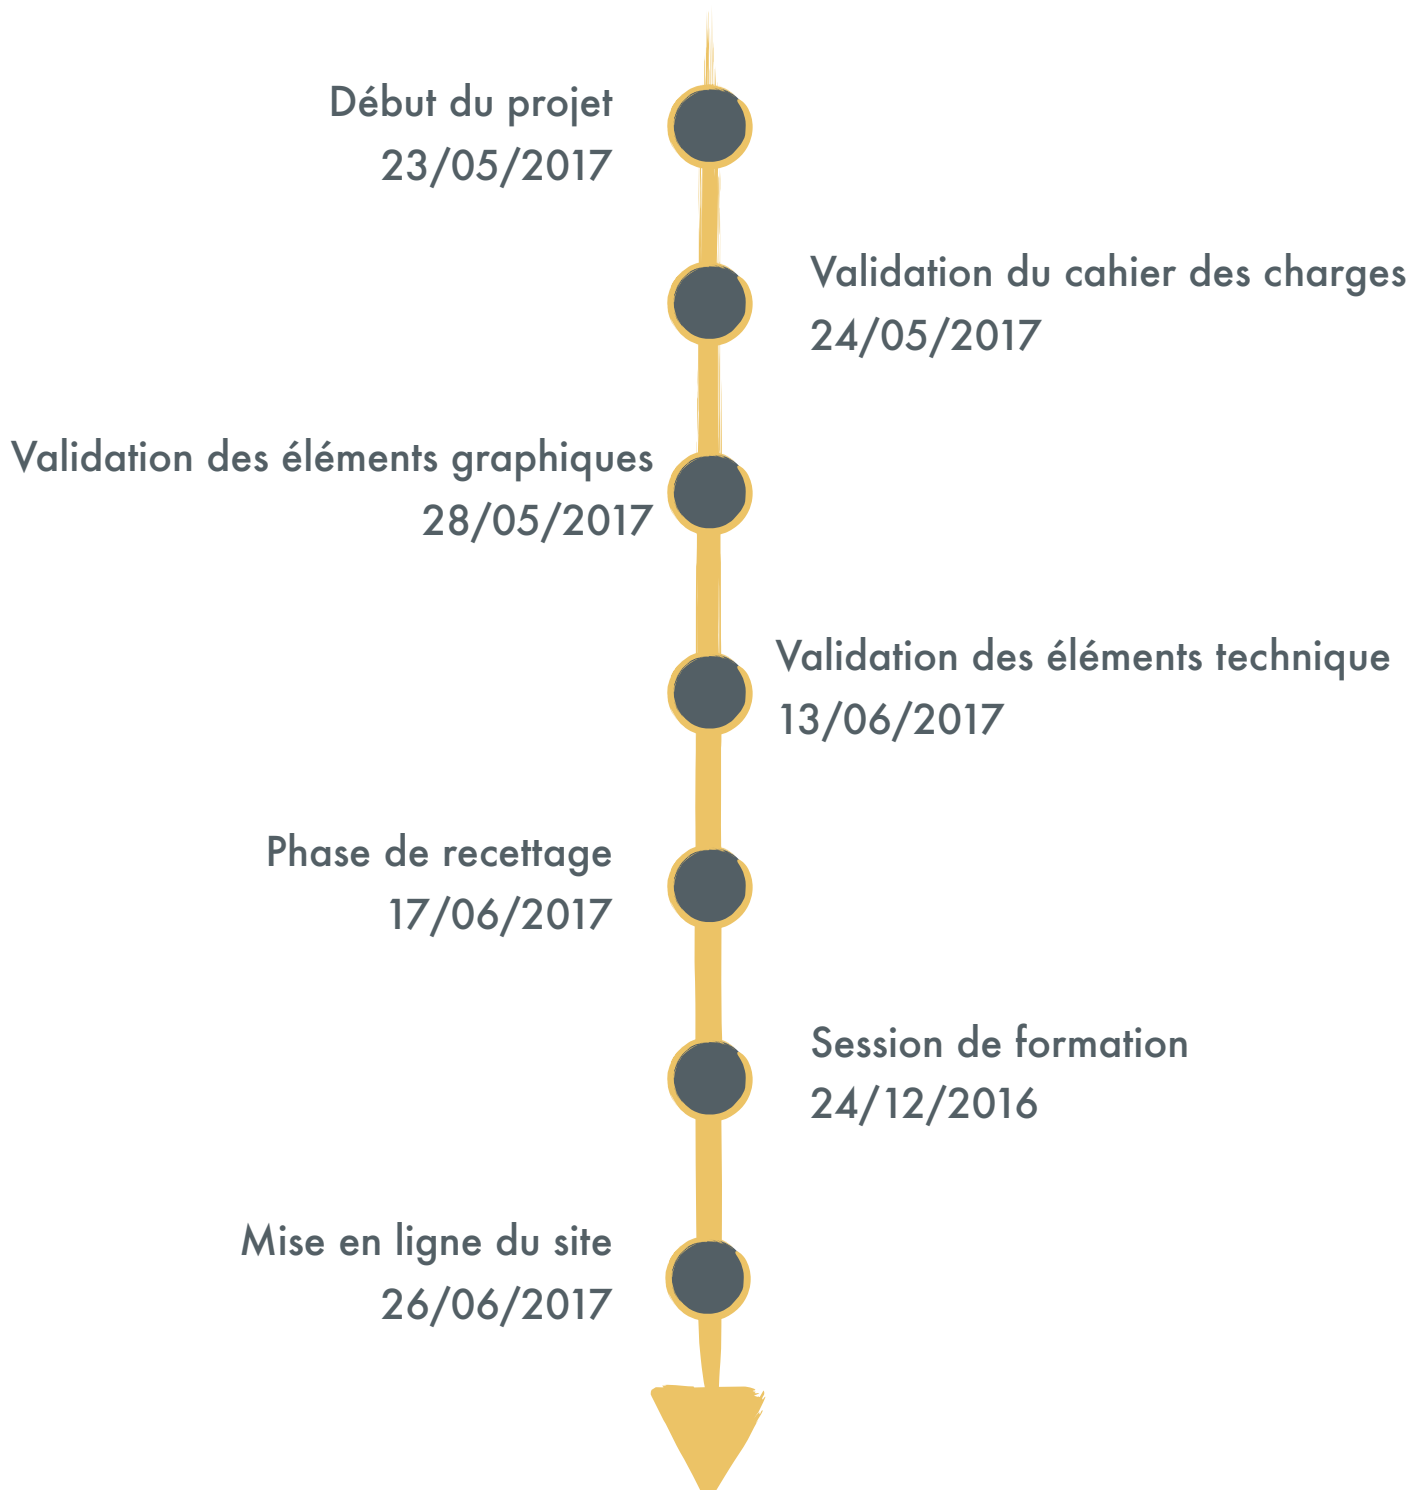 Début du projet
23/05/2017
Validation du cahier des charges
24/05/2017
Validation des éléments graphiques
28/05/2017
Validation des éléments technique
13/06/2017
Phase de recettage
17/06/2017
Session de formation
24/12/2016
Mise en ligne du site
26/06/2017